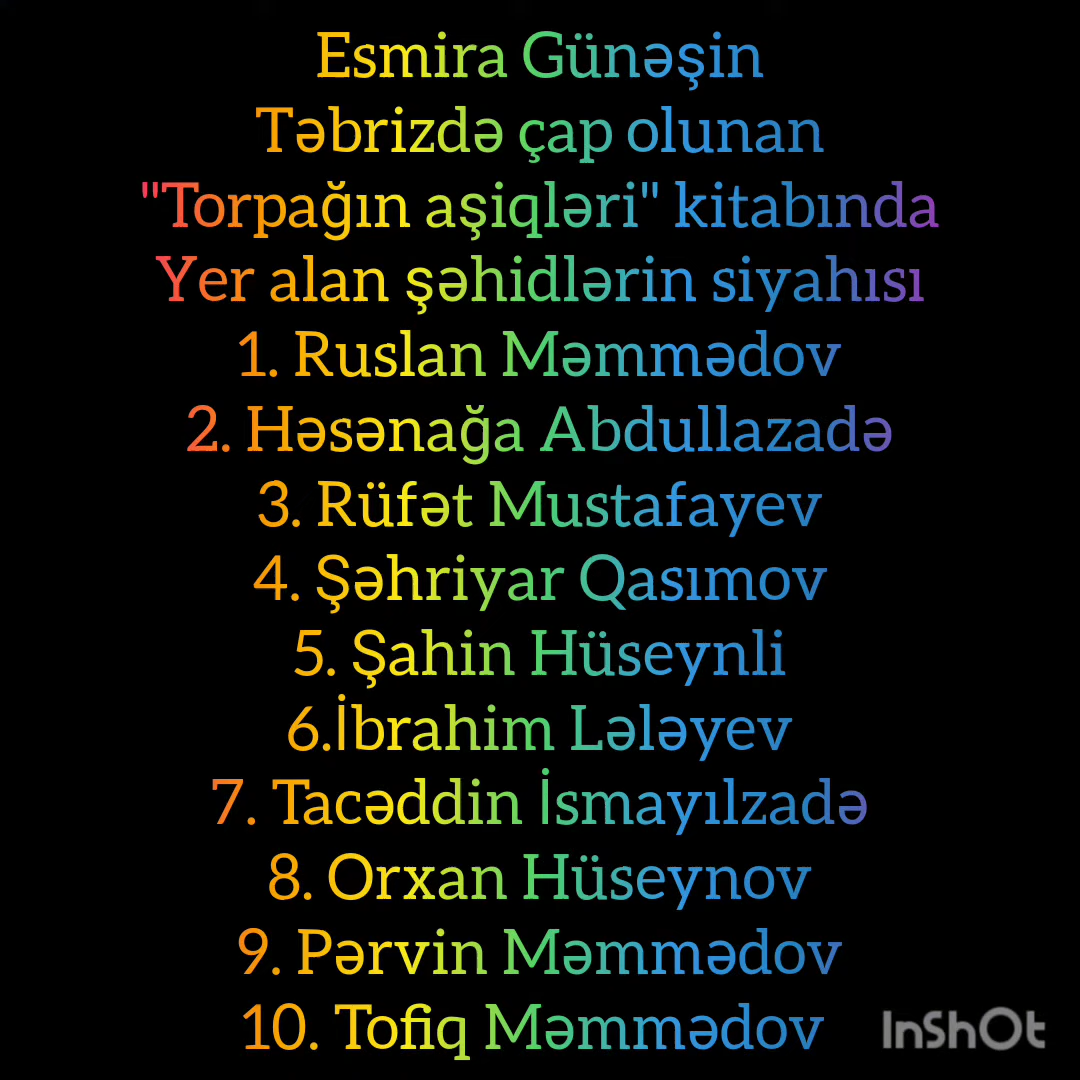 Esmira Günəşin
Təbrizdə çap olunan
"Torpağın aşiqləri" kitabında
Yer alan şəhidlərin siyahısı
1. Ruslan Məmmədov
2. Həsənağa Abdullazadə
3. Rüfət Mustafayev
4. Şəhriyar Qasımov
5. Şahin Hüseynli
6.İbrahim Lələyev
7. Tacəddin İsmayılzadə
8. Orxan Hüseynov
9. Pərvin Məmmədov
10. Tofiq Məmmədov
InShOt